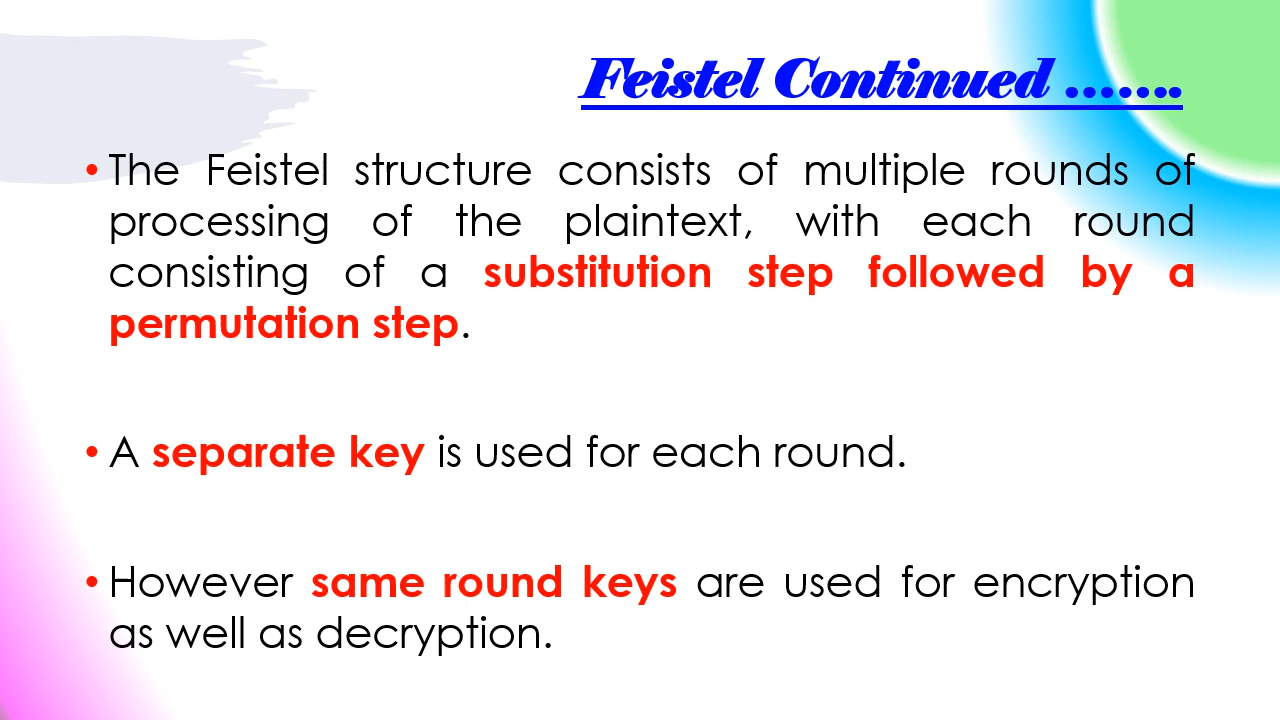 Feistel Continued .......
• The Feistel structure consists of multiple rounds of
processing of the plaintext, with each round
consisting of a substitution step followed by a
permutation step.
• A separate key is used for each round.
• However same round keys are used for encryption
as well as decryption.